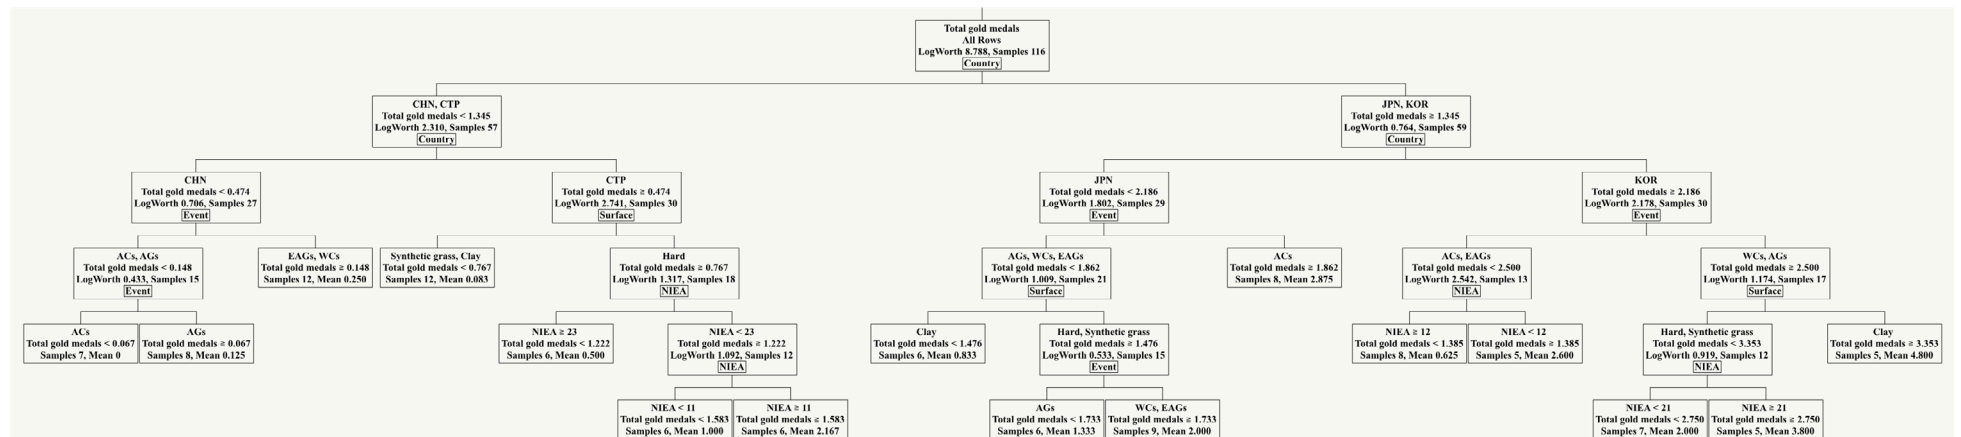 Total gold medals
All Rows
LogWorth 8.788, Samples 116
Country
CHN, CTP
Total gold medals < 1.345
LogWorth 2.310, Samples 57
Country
JPN, KOR
Total gold medals ≧ 1.345
LogWorth 0.764, Samples 59
Country
CHN
Total gold medals < 0.474
LogWorth 0.706, Samples 27
Event
CTP
Total gold medals ≧ 0.474
LogWorth 2.741, Samples 30
Surface
JPN
Total gold medals < 2.186
LogWorth 1.802, Samples 29
Event
KOR
Total gold medals ≧ 2.186
LogWorth 2.178, Samples 30
Event
ACs, AGs
Total gold medals < 0.148
LogWorth 0.433, Samples 15
Event
EAGs, WCs
Total gold medals ≧ 0.148
Samples 12, Mean 0.250
Synthetic grass, Clay
Total gold medals < 0.767
Samples 12, Mean 0.083
Hard
Total gold medals ≧ 0.767
LogWorth 1.317, Samples 18
NIEA
AGs, WCs, EAGs
Total gold medals < 1.862
LogWorth 1.009, Samples 21
Surface
ACs
Total gold medals ≧ 1.862
Samples 8, Mean 2.875
ACs, EAGs
Total gold medals < 2.500
LogWorth 2.542, Samples 13
NIEA
WCs, AGs
Total gold medals ≧ 2.500
LogWorth 1.174, Samples 17
Surface
ACs
Total gold medals < 0.067
Samples 7, Mean 0
AGs
Total gold medals ≧ 0.067
Samples 8, Mean 0.125
NIEA ≧ 23
Total gold medals < 1.222
Samples 6, Mean 0.500
NIEA < 23
Total gold medals ≧ 1.222
LogWorth 1.092, Samples 12
NIEA
Clay
Total gold medals < 1.476
Samples 6, Mean 0.833
Hard, Synthetic grass
Total gold medals ≧ 1.476
LogWorth 0.533, Samples 15
Event
NIEA ≧ 12
Total gold medals < 1.385
Samples 8, Mean 0.625
NIEA < 12
Total gold medals ≧ 1.385
Samples 5, Mean 2.600
Hard, Synthetic grass
Total gold medals < 3.353
LogWorth 0.919, Samples 12
NIEA
Clay
Total gold medals ≧ 3.353
Samples 5, Mean 4.800
NIEA < 11
Total gold medals < 1.583
Samples 6, Mean 1.000
NIEA ≧ 11
Total gold medals ≧ 1.583
Samples 6, Mean 2.167
AGs
Total gold medals < 1.733
Samples 6, Mean 1.333
WCs, EAGs
Total gold medals ≧ 1.733
Samples 9, Mean 2.000
NIEA < 21
Total gold medals < 2.750
Samples 7, Mean 2.000
NIEA ≧ 21
Total gold medals ≧ 2.750
Samples 5, Mean 3.800